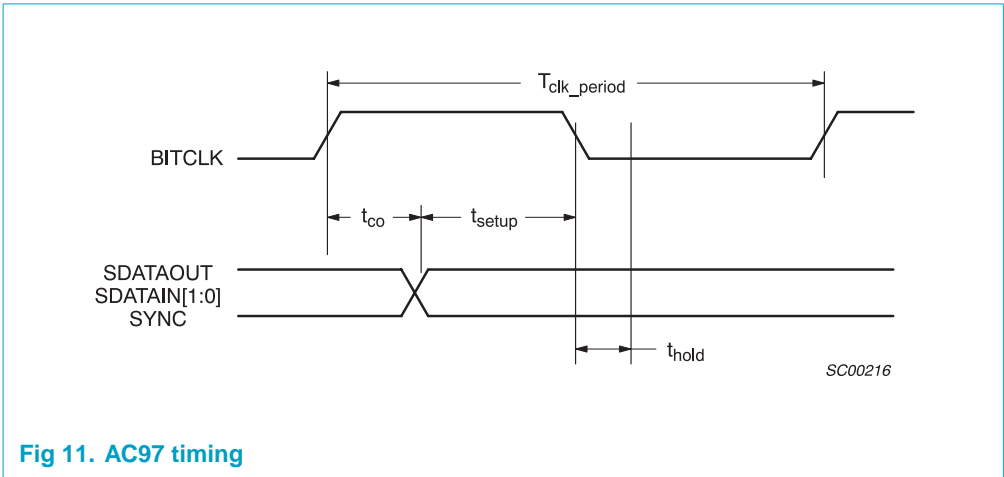 Tclk_period
BITCLK
tco
tsetup
SDATAOUT
SDATAIN[1:0]
SYNC
thold
SC00216
Fig 11. AC97 timing